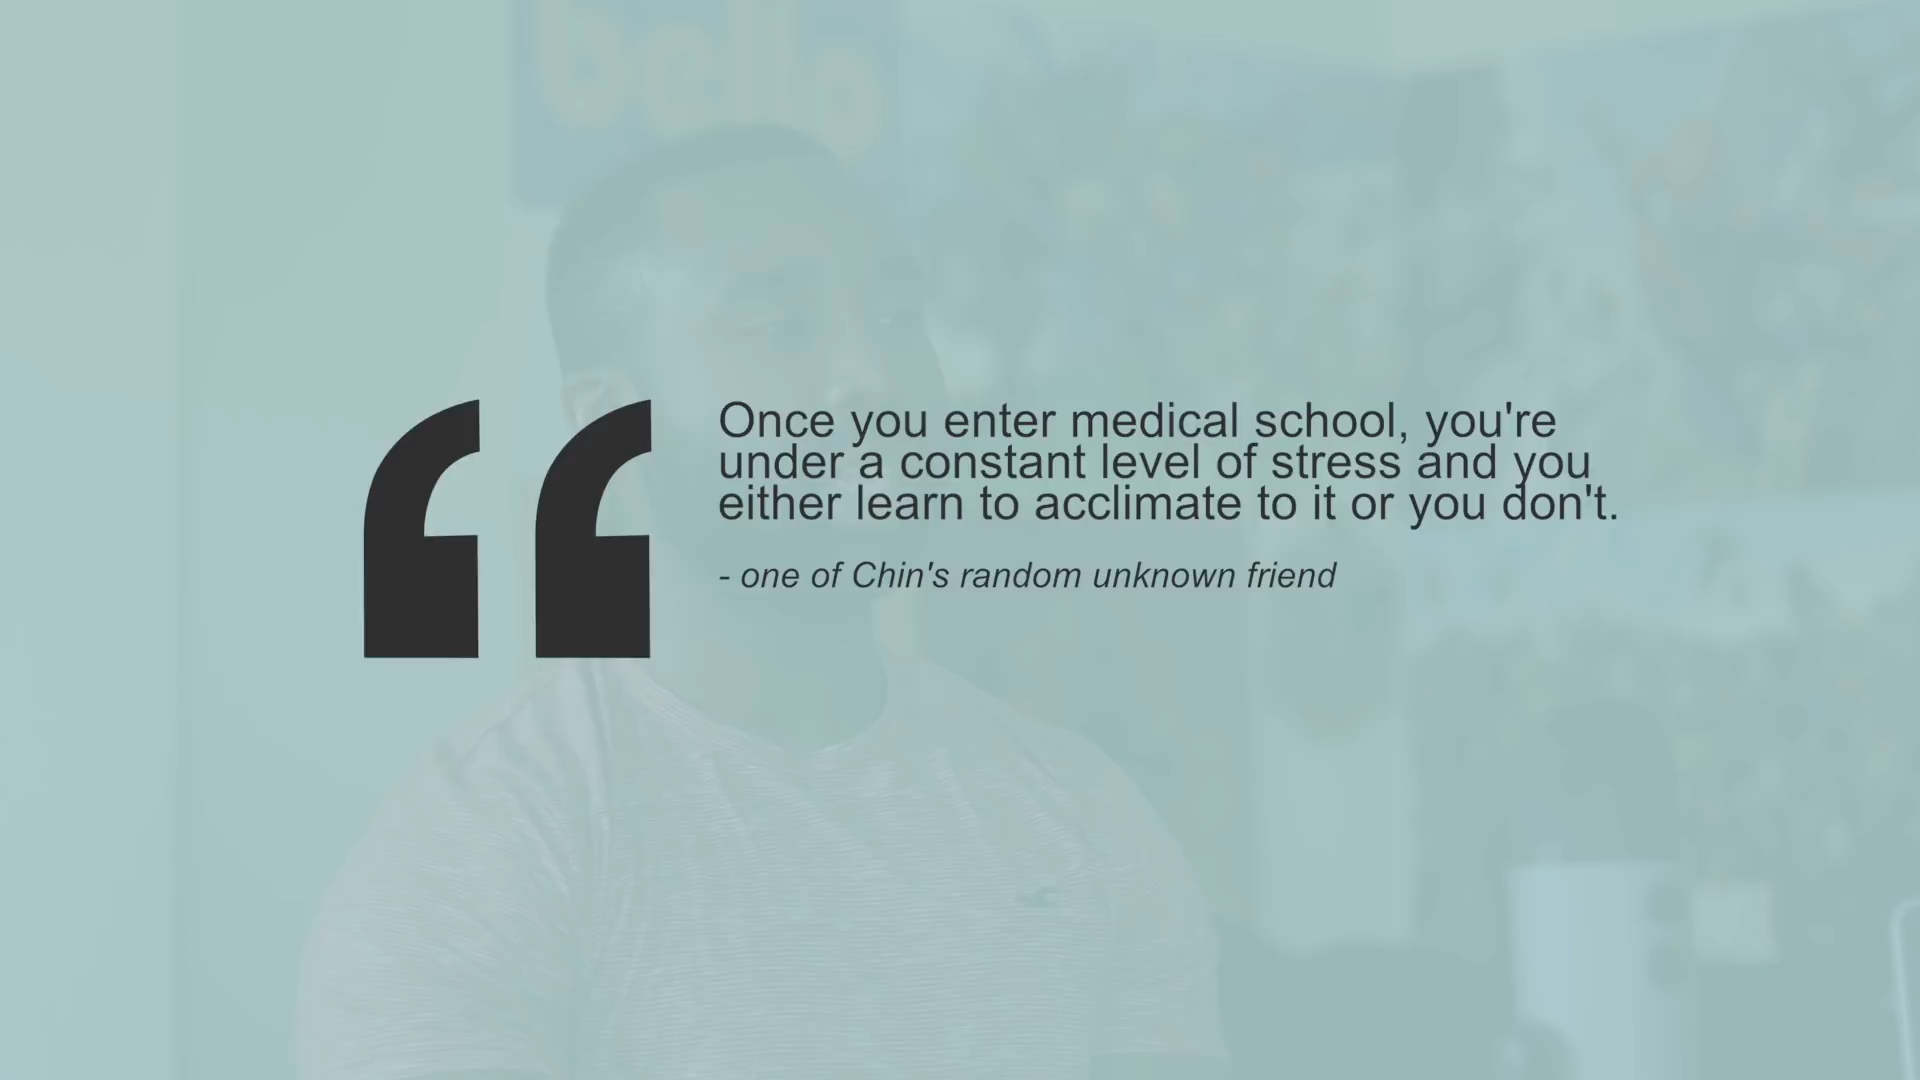 bello
Once you enter medical school, you're
under a constant level of stress and you
either learn to acclimate to it or you don't.
- one of Chin's random unknown friend